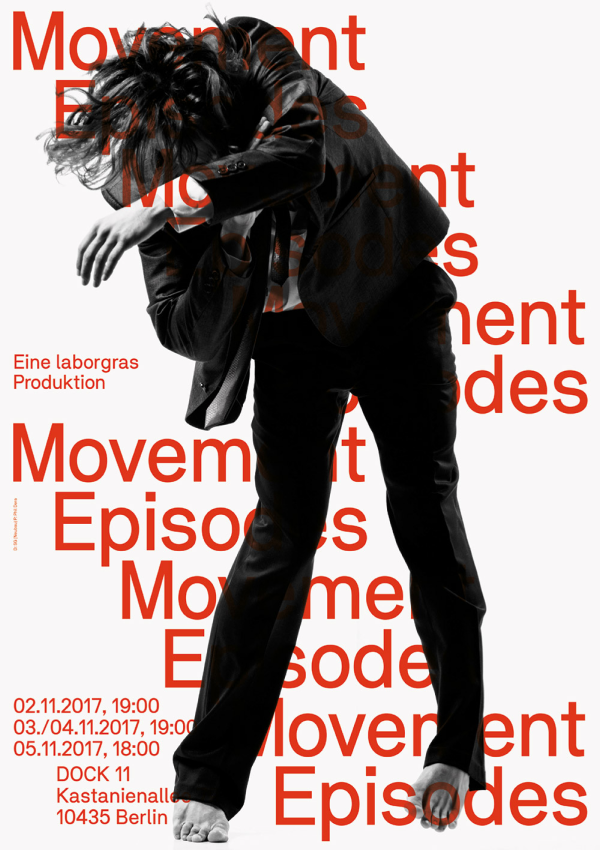 Movement
Episodes
Movement
Episodes
Movement
Episodes
Eine laborgras
Produktion
Movement
Episodes
Movement
Episodes
Movement
Episodes
02.11.2017, 19:00
03./04.11.2017, 19:00
05.11.2017, 18:00
DOCK 11
Kastanienallee
10435 Berlin